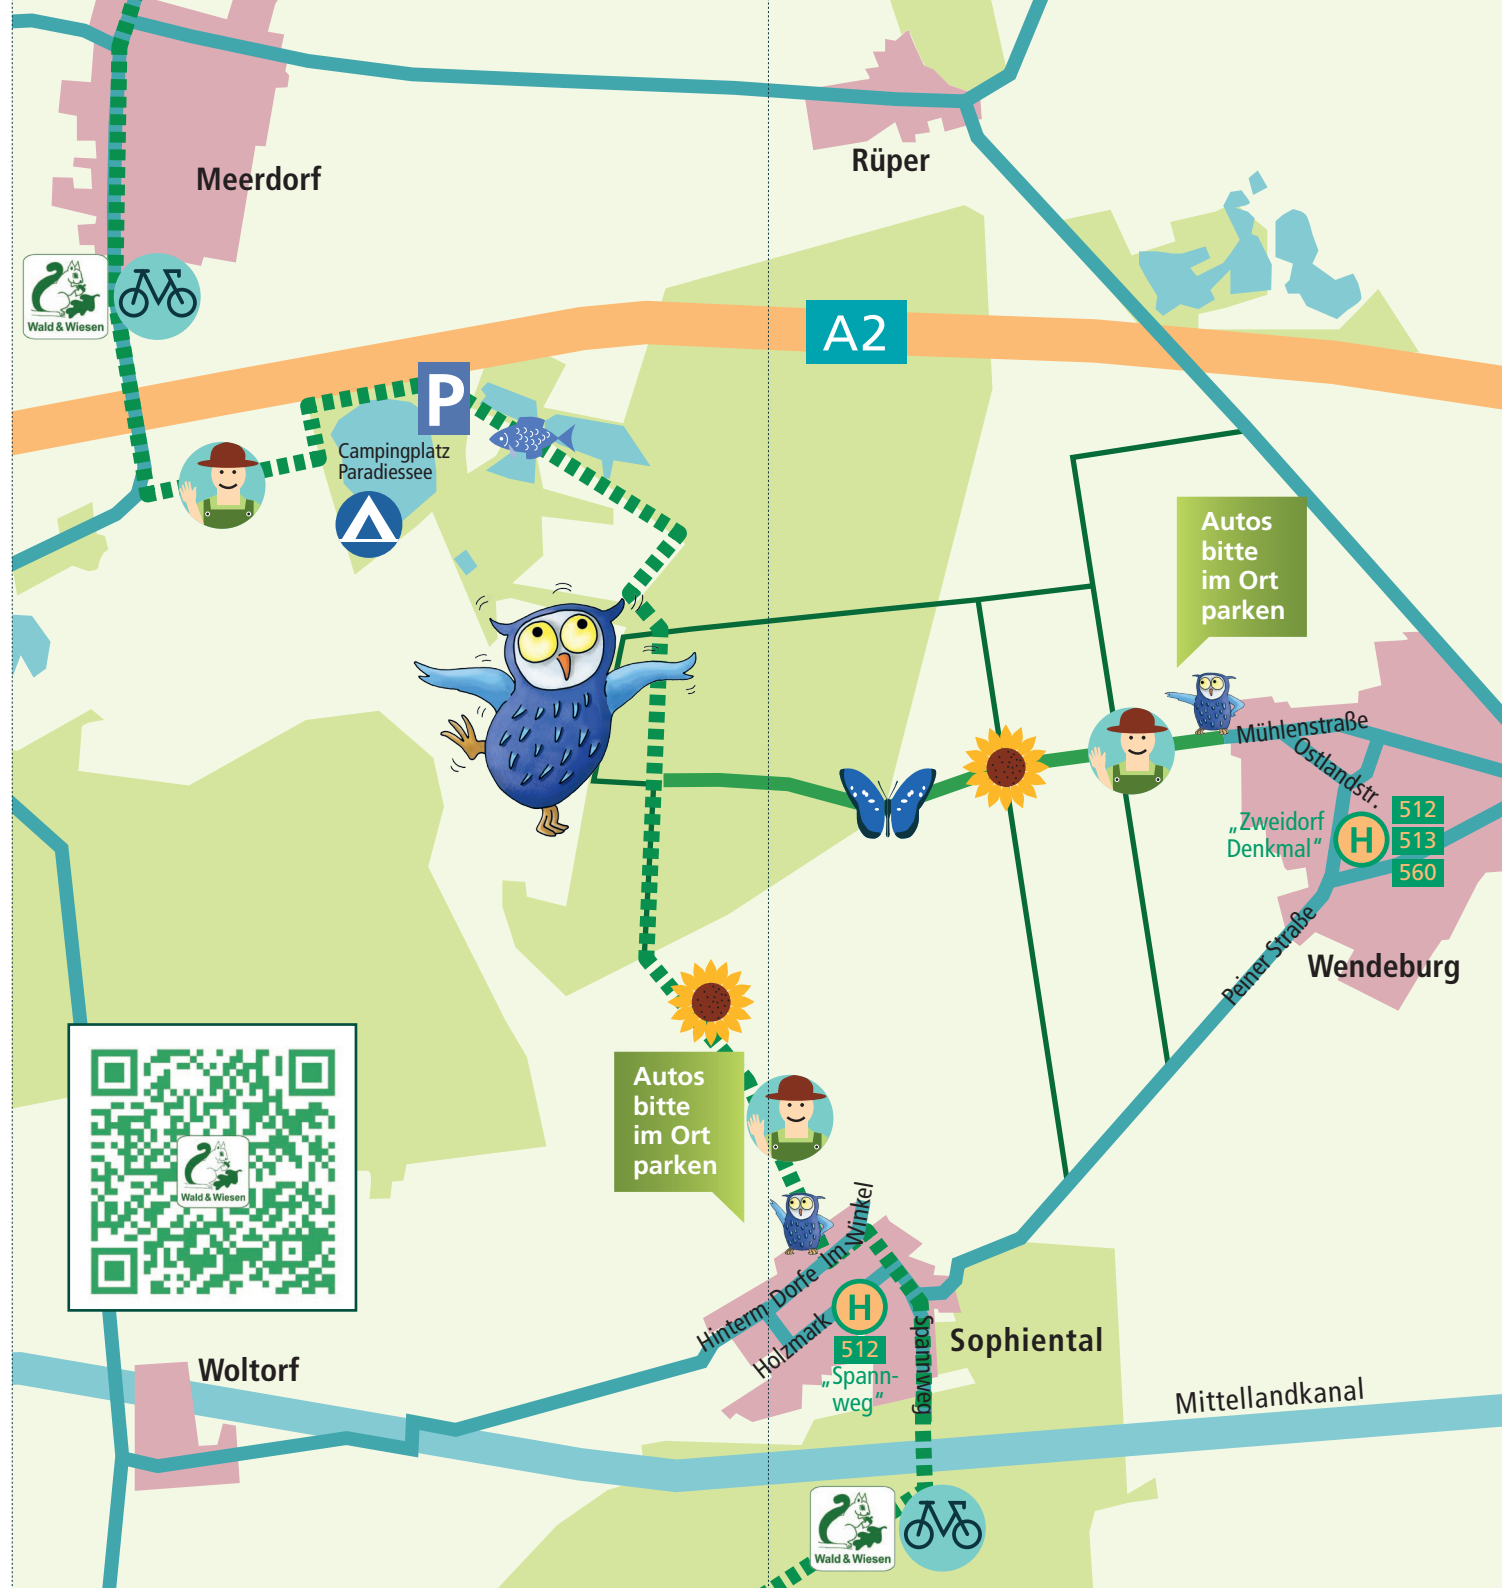 Meerdorf
Rüper
Wald & Wiesen
A2
P
Campingplatz
Paradiessee
Autos
bitte
im Ort
parken
Mühlenstraße
Ostlandstr.
„Zweidorf
Denkmal“
H
512
513
560
Peiner Straße
Wendeburg
Autos
bitte
im Ort
parken
Wald & Wiesen
Im Winkel
Hinterm Dorfe
Holzmark
H
512
„Spann-
weg“
Spannweg
Sophiental
Woltorf
Mittellandkanal
Wald & Wiesen